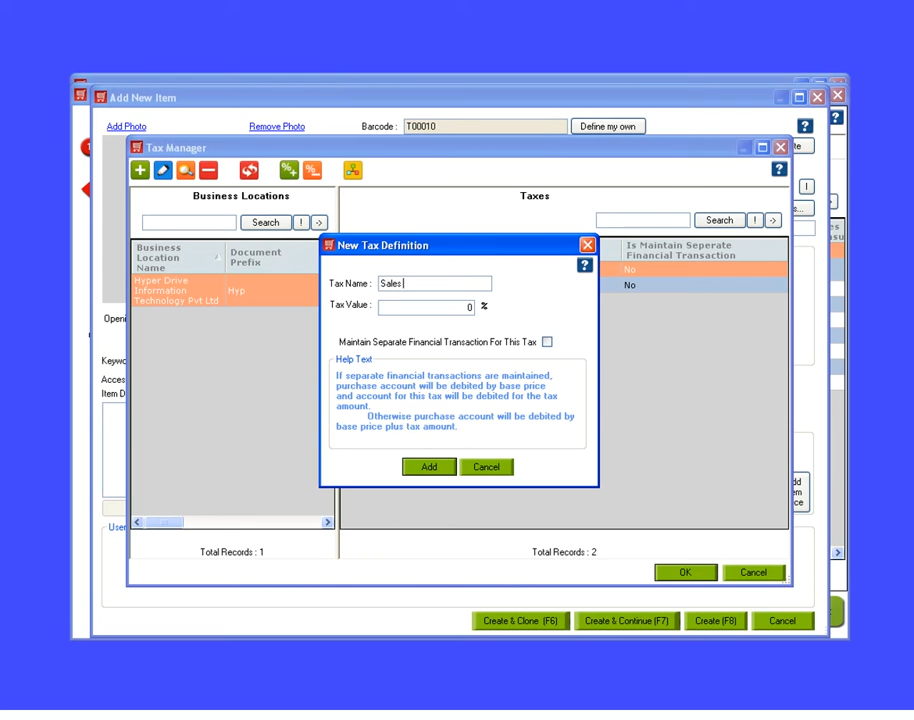 Add New Item
Add Photo
Remove Photo
Barcode :
T00010
Define my own
Tax Manager
Business Locations
Taxes
Search
!
->
Search
!
->
Business
Location
Name
Document
Prefix
Is Maintain Seperate
Financial Transaction
Hyper Drive
Information
Technology Pvt Ltd
Hyp
No
No
New Tax Definition
Tax Name :
Sales
Tax Value :
0
%
Maintain Separate Financial Transaction For This Tax
Help Text
If separate financial transactions are maintained,
purchase account will be debited by base price
and account for this tax will be debited for the tax
amount.
Otherwise purchase account will be debited by
base price plus tax amount.
Add
Cancel
Total Records : 1
Total Records : 2
OK
Cancel
Openi
Keywo
Acces
Item D
User
Create & Clone (F6)
Create & Continue (F7)
Create (F8)
Cancel